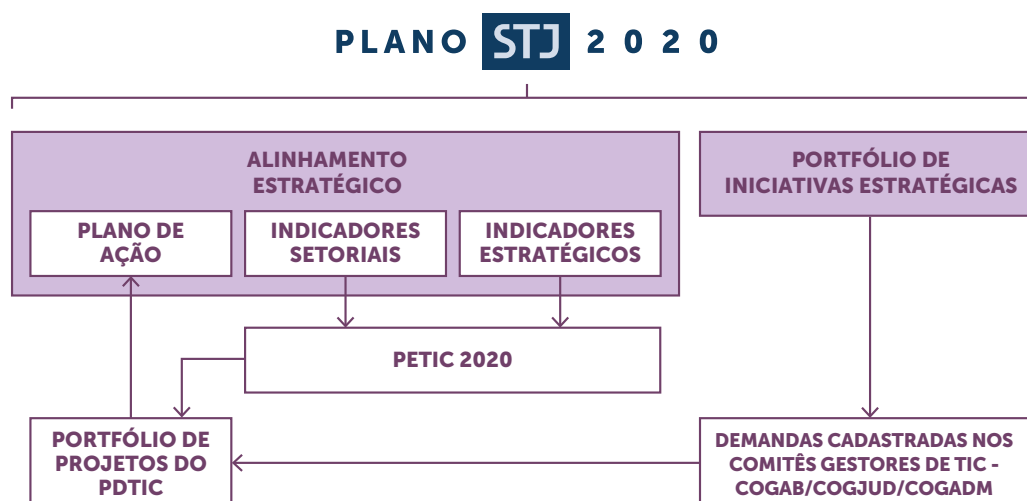 PLANO STJ 2020
ALINHAMENTO
ESTRATÉGICO
PORTFÓLIO DE
INICIATIVAS ESTRATÉGICAS
PLANO DE
AÇÃO
INDICADORES
SETORIAIS
INDICADORES
ESTRATÉGICOS
PETIC 2020
PORTFÓLIO DE
PROJETOS DO
PDTIC
DEMANDAS CADASTRADAS NOS
COMITÊS GESTORES DE TIC -
COGAB/COGJUD/COGADM